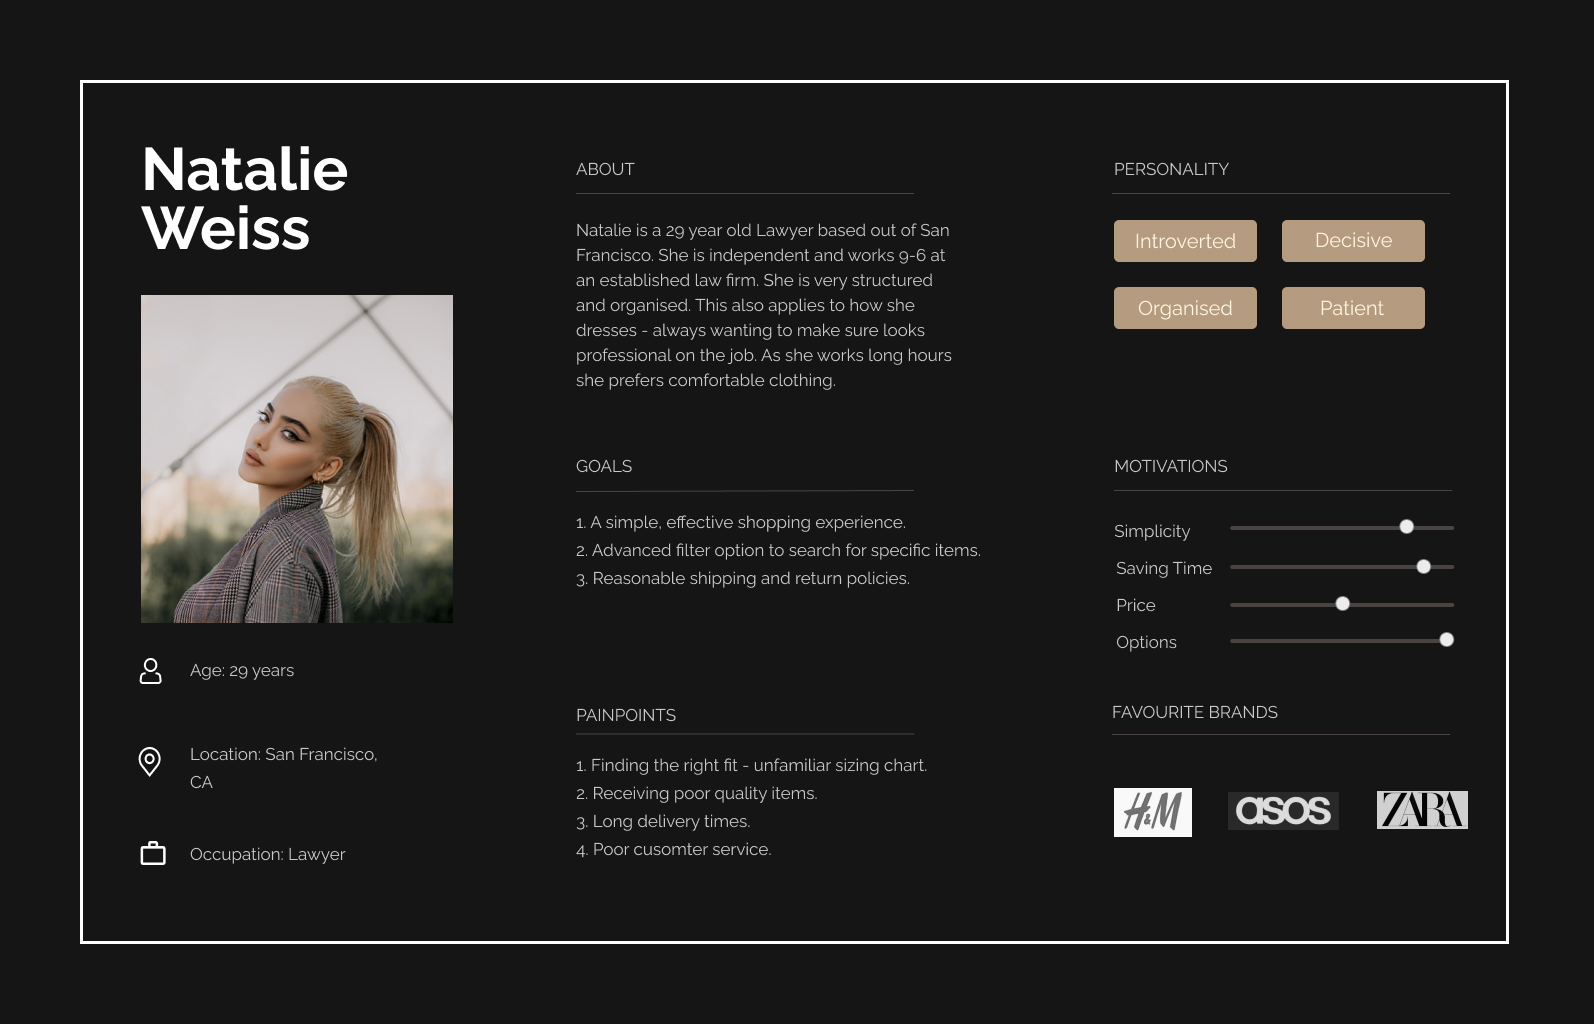 Natalie
Weiss
Age: 29 years
Location: San Francisco,
CA
Occupation: Lawyer
ABOUT
Natalie is a 29 year old Lawyer based out of San
Francisco. She is independent and works 9-6 at
an established law firm. She is very structured
and organised. This also applies to how she
dresses - always wanting to make sure looks
professional on the job. As she works long hours
she prefers comfortable clothing.
GOALS
1. A simple, effective shopping experience.
2. Advanced filter option to search for specific items.
3. Reasonable shipping and return policies.
PAINPOINTS
1. Finding the right fit - unfamiliar sizing chart.
2. Receiving poor quality items.
3. Long delivery times.
4. Poor cusomter service.
PERSONALITY
Introverted
Decisive
Organised
Patient
MOTIVATIONS
Simplicity
Saving Time
Price
Options
FAVOURITE BRANDS
H&M
asos
ZARA